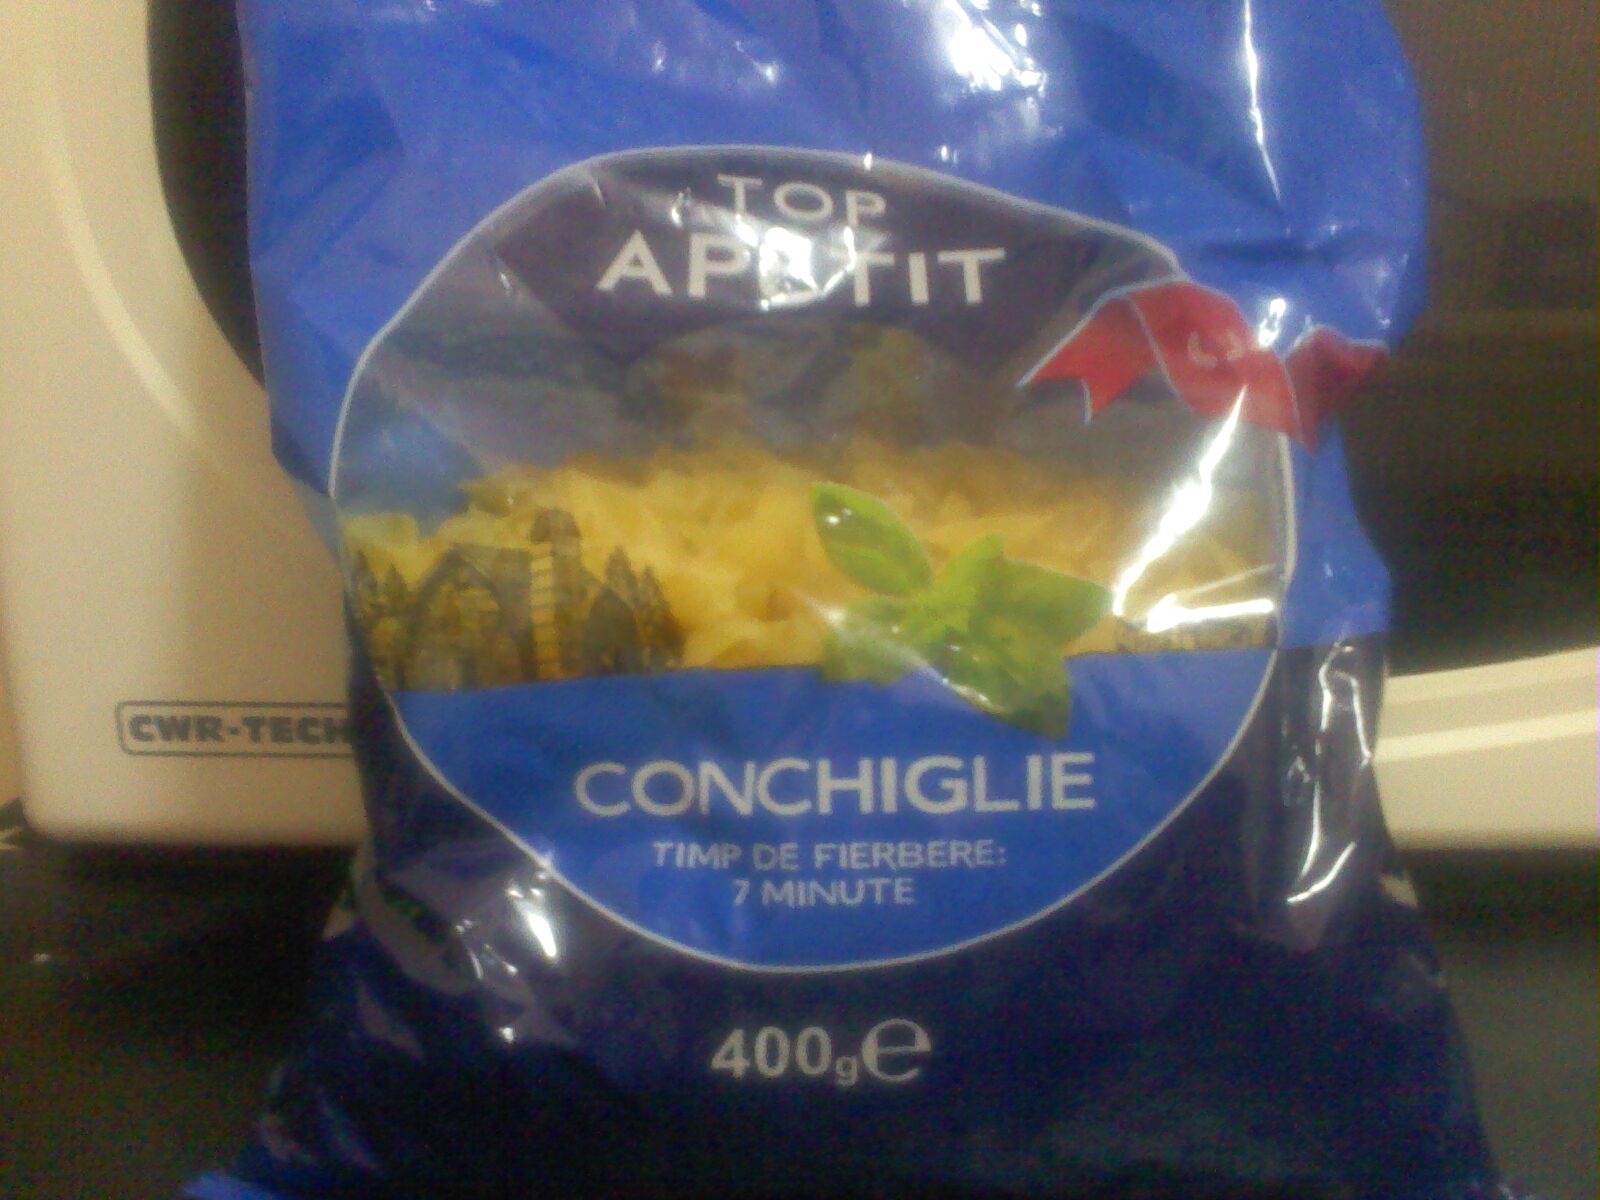 TOP
APETIT
CWR-TECH
CONCHIGLIE
TIMP DE FIERBERE:
7 MINUTE
400g e